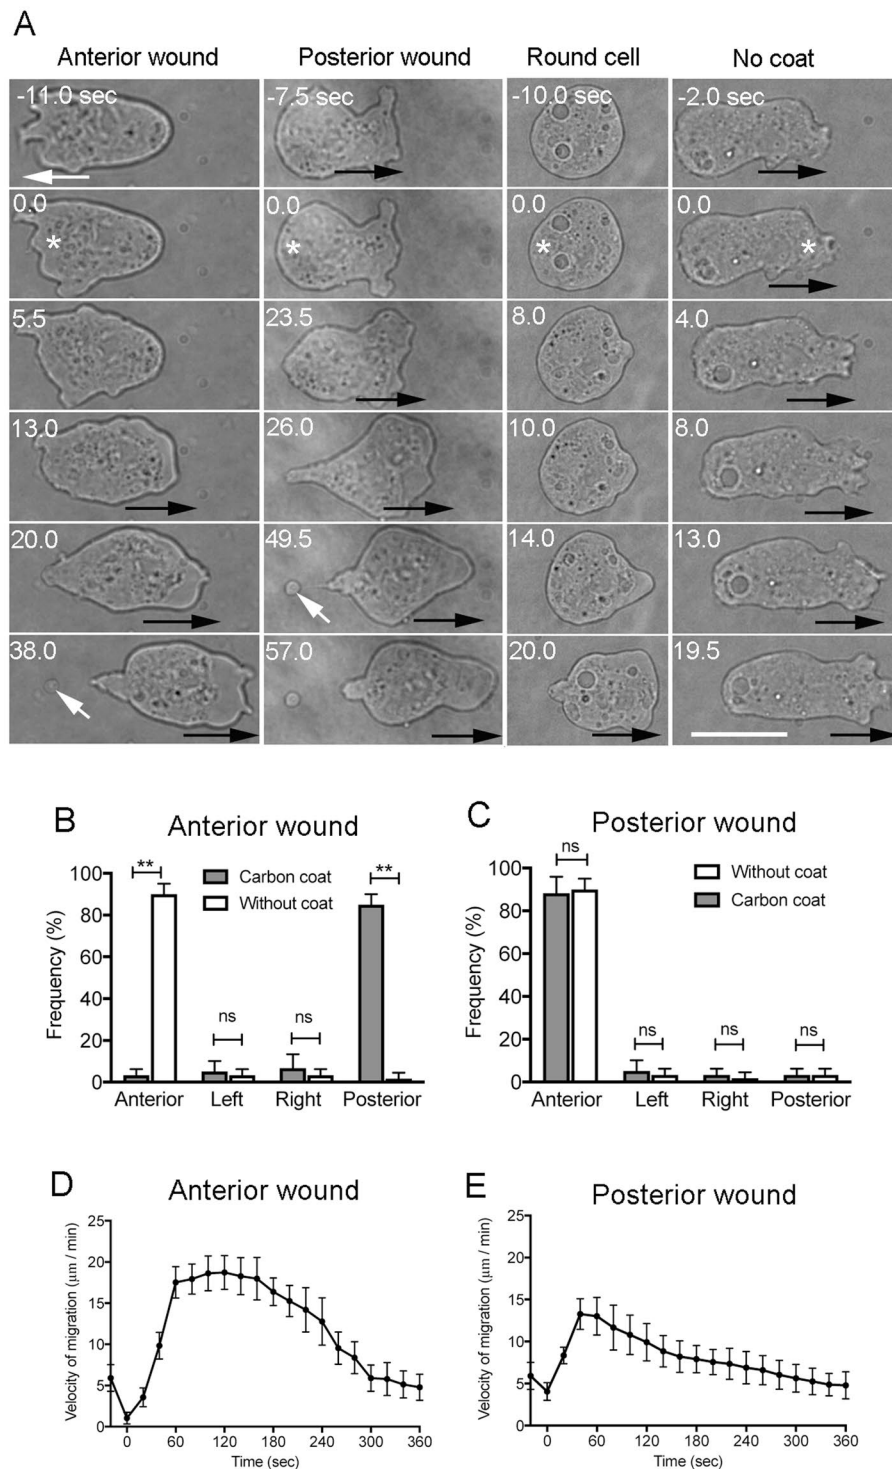 A
Anterior wound Posterior wound Round cell No coat
-11.0 sec -7.5 sec -10.0 sec -2.0 sec
* * * *
0.0 0.0 0.0 0.0
5.5 23.5 8.0 4.0
13.0 26.0 10.0 8.0
20.0 49.5 14.0 13.0
38.0 57.0 20.0 19.5
B Anterior wound
Frequency (%)
100
80
60
40
20
0
** ns ns **
Carbon coat
Without coat
Anterior Left Right Posterior
C Posterior wound
Frequency (%)
100
80
60
40
20
0
ns ns ns ns
Without coat
Carbon coat
Anterior Left Right Posterior
D Anterior wound
Velocity of migration (μm / min)
25
20
15
10
5
0
0 60 120 180 240 300 360
Time (sec)
E Posterior wound
Velocity of migration (μm / min)
25
20
15
10
5
0
0 60 120 180 240 300 360
Time (sec)